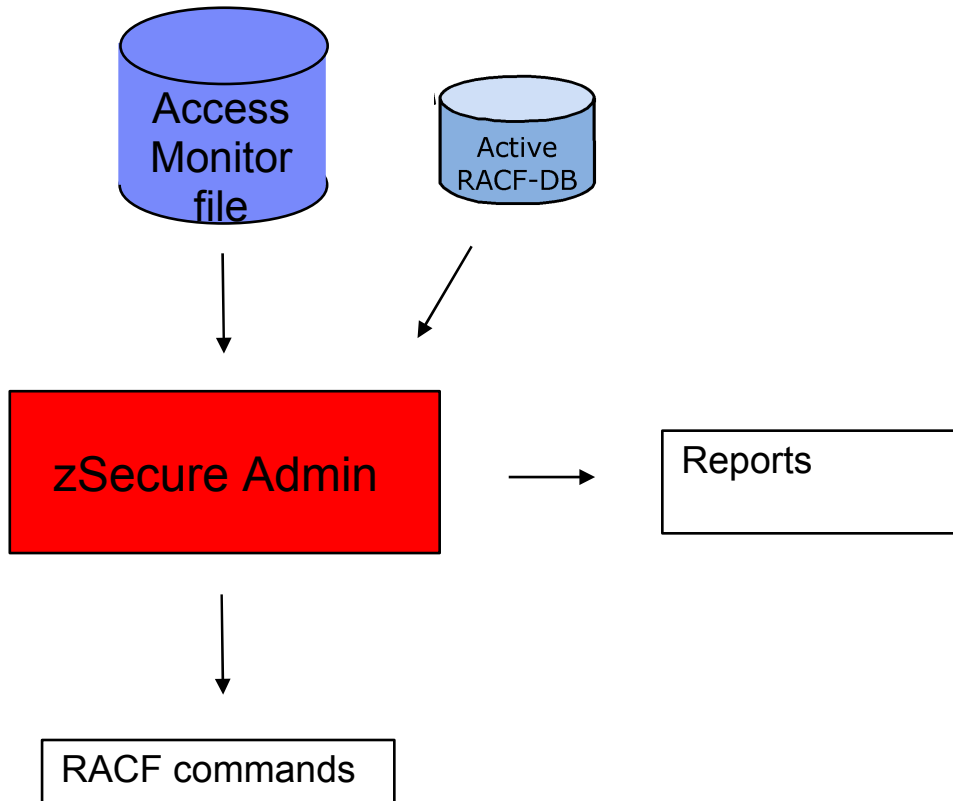 Access
Monitor
file
Active
RACF-DB
zSecure Admin
Reports
RACF commands